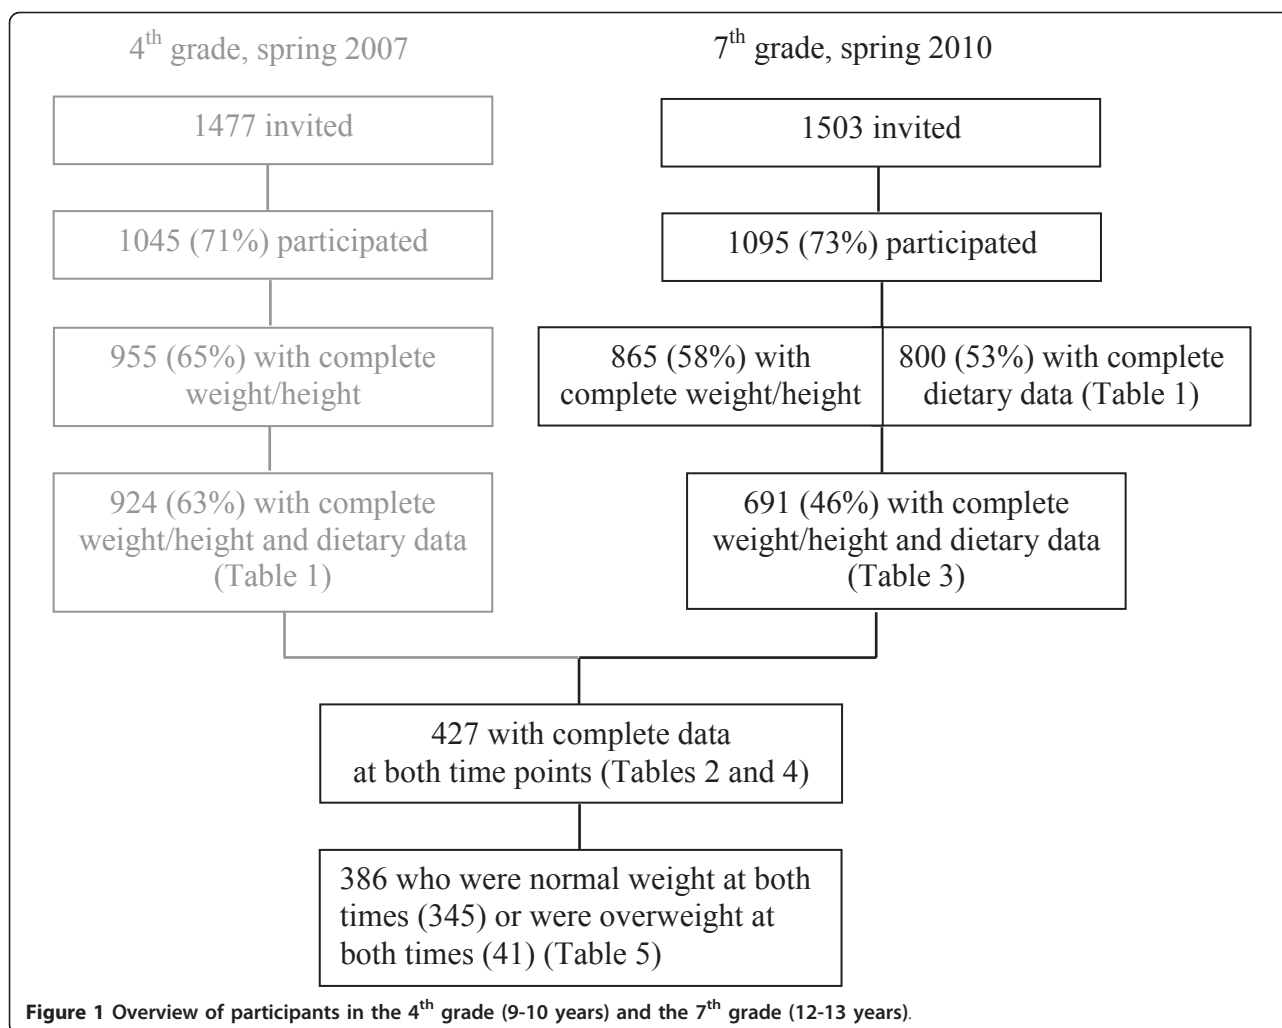 4th grade, spring 2007
7th grade, spring 2010
1477 invited
1503 invited
1045 (71%) participated
1095 (73%) participated
955 (65%) with complete
weight/height
865 (58%) with
complete weight/height
800 (53%) with complete
dietary data (Table 1)
924 (63%) with complete
weight/height and dietary data
(Table 1)
691 (46%) with complete
weight/height and dietary data
(Table 3)
427 with complete data
at both time points (Tables 2 and 4)
386 who were normal weight at both
times (345) or were overweight at
both times (41) (Table 5)
Figure 1 Overview of participants in the 4th grade (9-10 years) and the 7th grade (12-13 years).